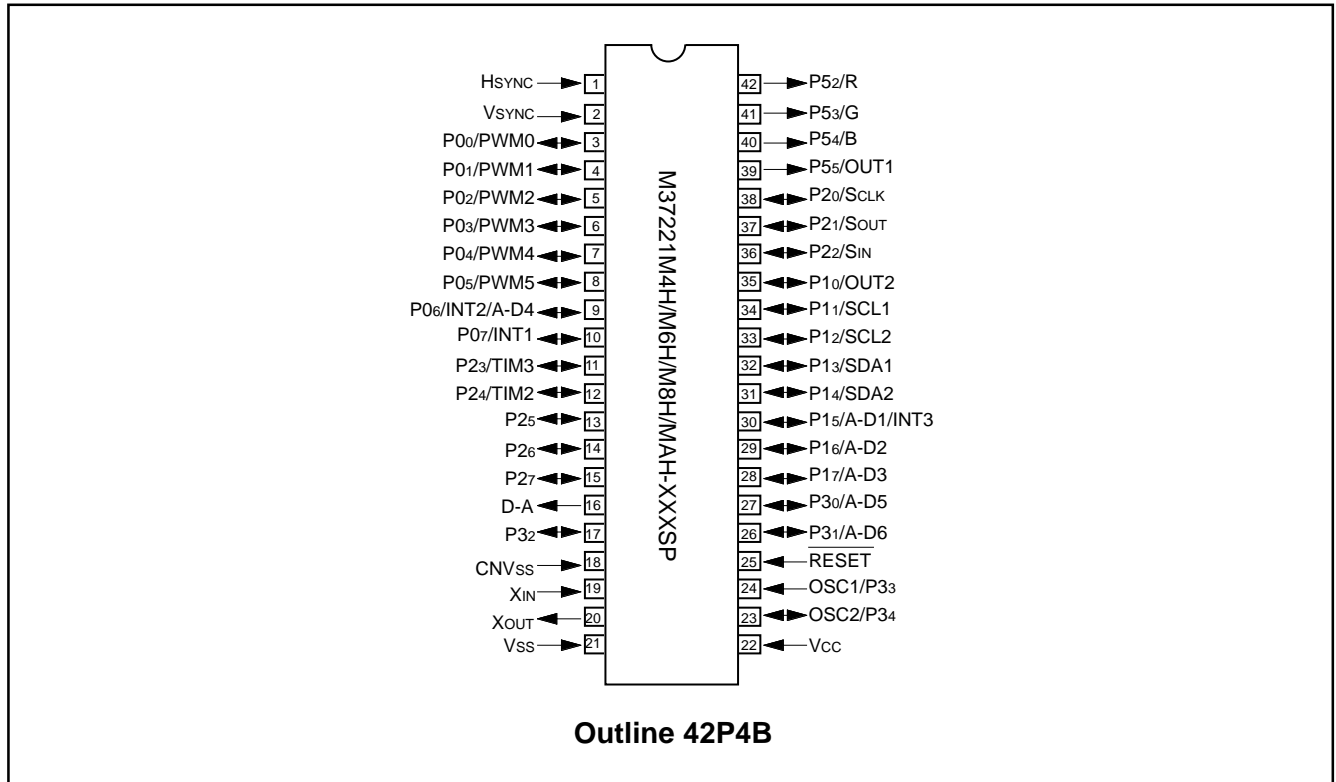 HSYNC 1
VSYNC 2
P00/PWM0 3
P01/PWM1 4
P02/PWM2 5
P03/PWM3 6
P04/PWM4 7
P05/PWM5 8
P06/INT2/A-D4 9
P07/INT1 10
P23/TIM3 11
P24/TIM2 12
P25 13
P26 14
P27 15
D-A 16
P32 17
CNVSS 18
XIN 19
XOUT 20
VSS 21
M37221M4H/M6H/M8H/MAH-XXXSP
42 P52/R
41 P53/G
40 P54/B
39 P55/OUT1
38 P20/SCLK
37 P21/SOUT
36 P22/SIN
35 P10/OUT2
34 P11/SCL1
33 P12/SCL2
32 P13/SDA1
31 P14/SDA2
30 P15/A-D1/INT3
29 P16/A-D2
28 P17/A-D3
27 P30/A-D5
26 P31/A-D6
25 RESET
24 OSC1/P33
23 OSC2/P34
22 VCC
Outline 42P4B